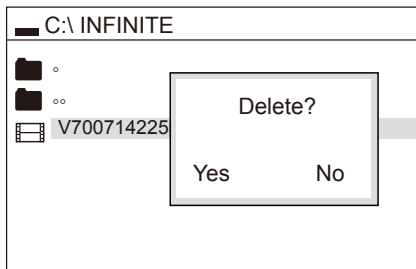 C:\ INFINITE
。
。。
V700714225
Delete?
Yes No